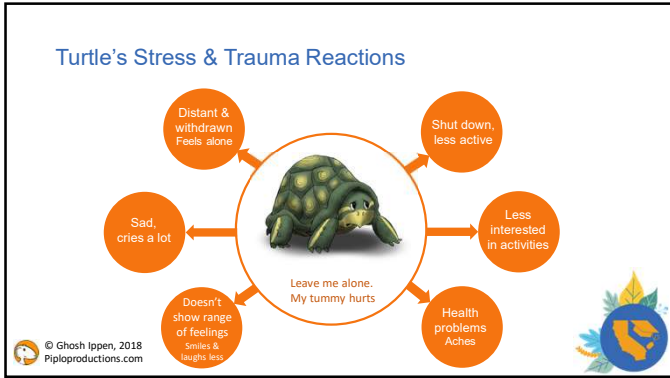 Turtle's Stress & Trauma Reactions
Distant &
withdrawn
Feels alone
Shut down,
less active
Sad,
cries a lot
Less
interested
in activities
Leave me alone.
My tummy hurts
Doesn't
show range
of feelings
Smiles &
laughs less
Health
problems
Aches
© Ghosh Ippen, 2018
Piploproductions.com